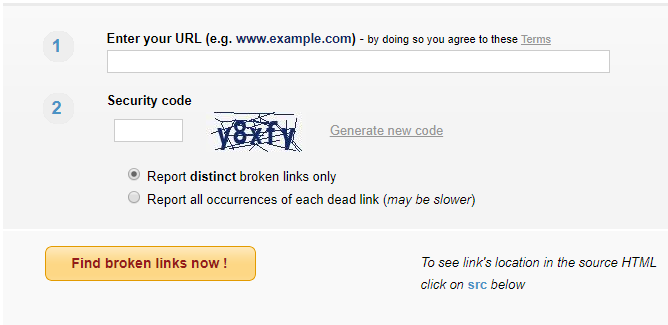 1
Enter your URL (e.g. www.example.com) - by doing so you agree to these Terms
2
Security code
y8xfy
Generate new code
Report distinct broken links only
Report all occurrences of each dead link (may be slower)
Find broken links now !
To see link's location in the source HTML
click on src below